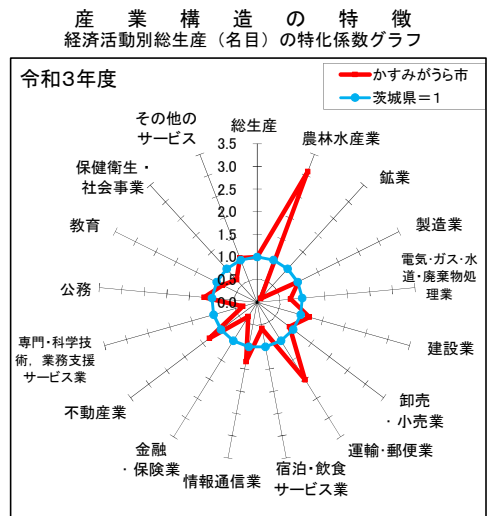 産業構造の特徴
経済活動別総生産（名目）の特化係数グラフ
令和3年度
かすみがうら市
茨城県＝1
総生産
農林水産業
鉱業
製造業
電気・ガス・水
道・廃棄物処
理業
建設業
卸売
・小売業
運輸・郵便業
宿泊・飲食
サービス業
情報通信業
金融
・保険業
不動産業
専門・科学技
術，業務支援
サービス業
公務
教育
保健衛生・
社会事業
その他の
サービス
3.5
3.0
2.5
2.0
1.5
1.0
0.5
0.0